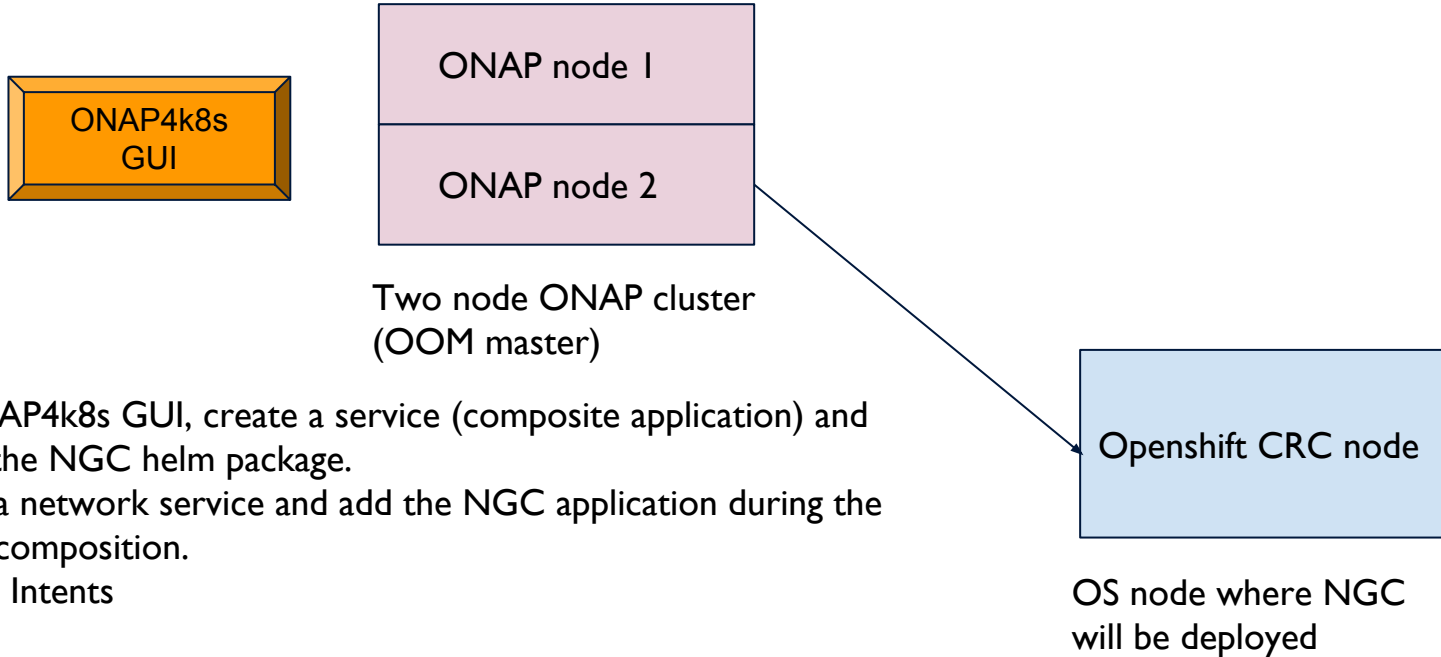 ONAP4k8s
GUI
ONAP node 1
ONAP node 2
Two node ONAP cluster
(OOM master)
AP4k8s GUI, create a service (composite application) and
the NGC helm package.
a network service and add the NGC application during the
composition.
Intents
Openshift CRC node
OS node where NGC
will be deployed